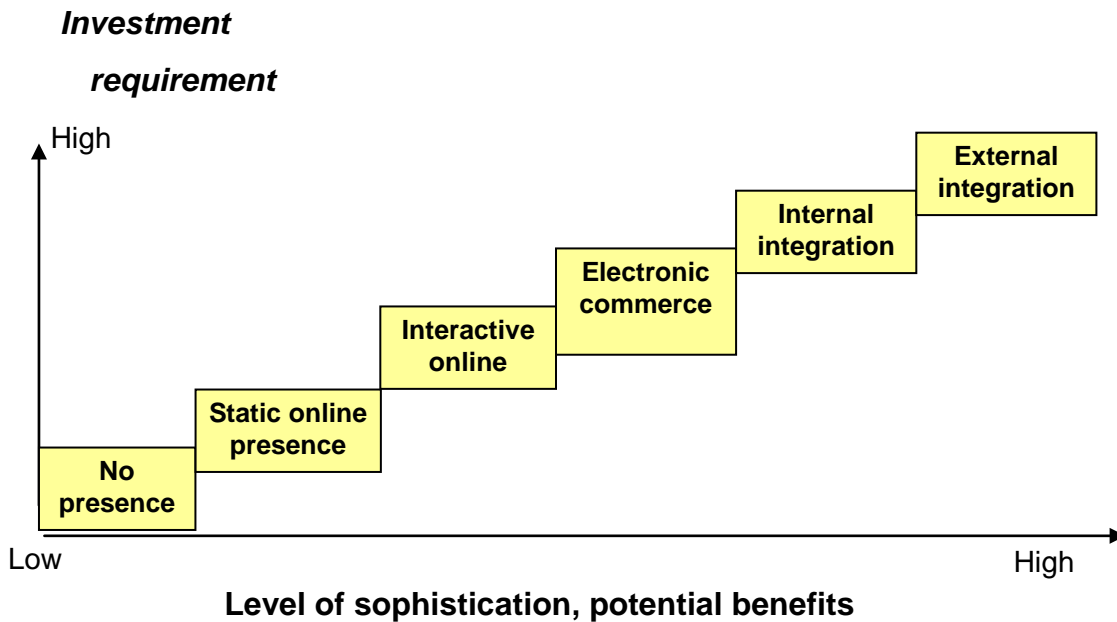 Investment
requirement
High
External
integration
Internal
integration
Electronic
commerce
Interactive
online
Static online
presence
No
presence
Low
High
Level of sophistication, potential benefits